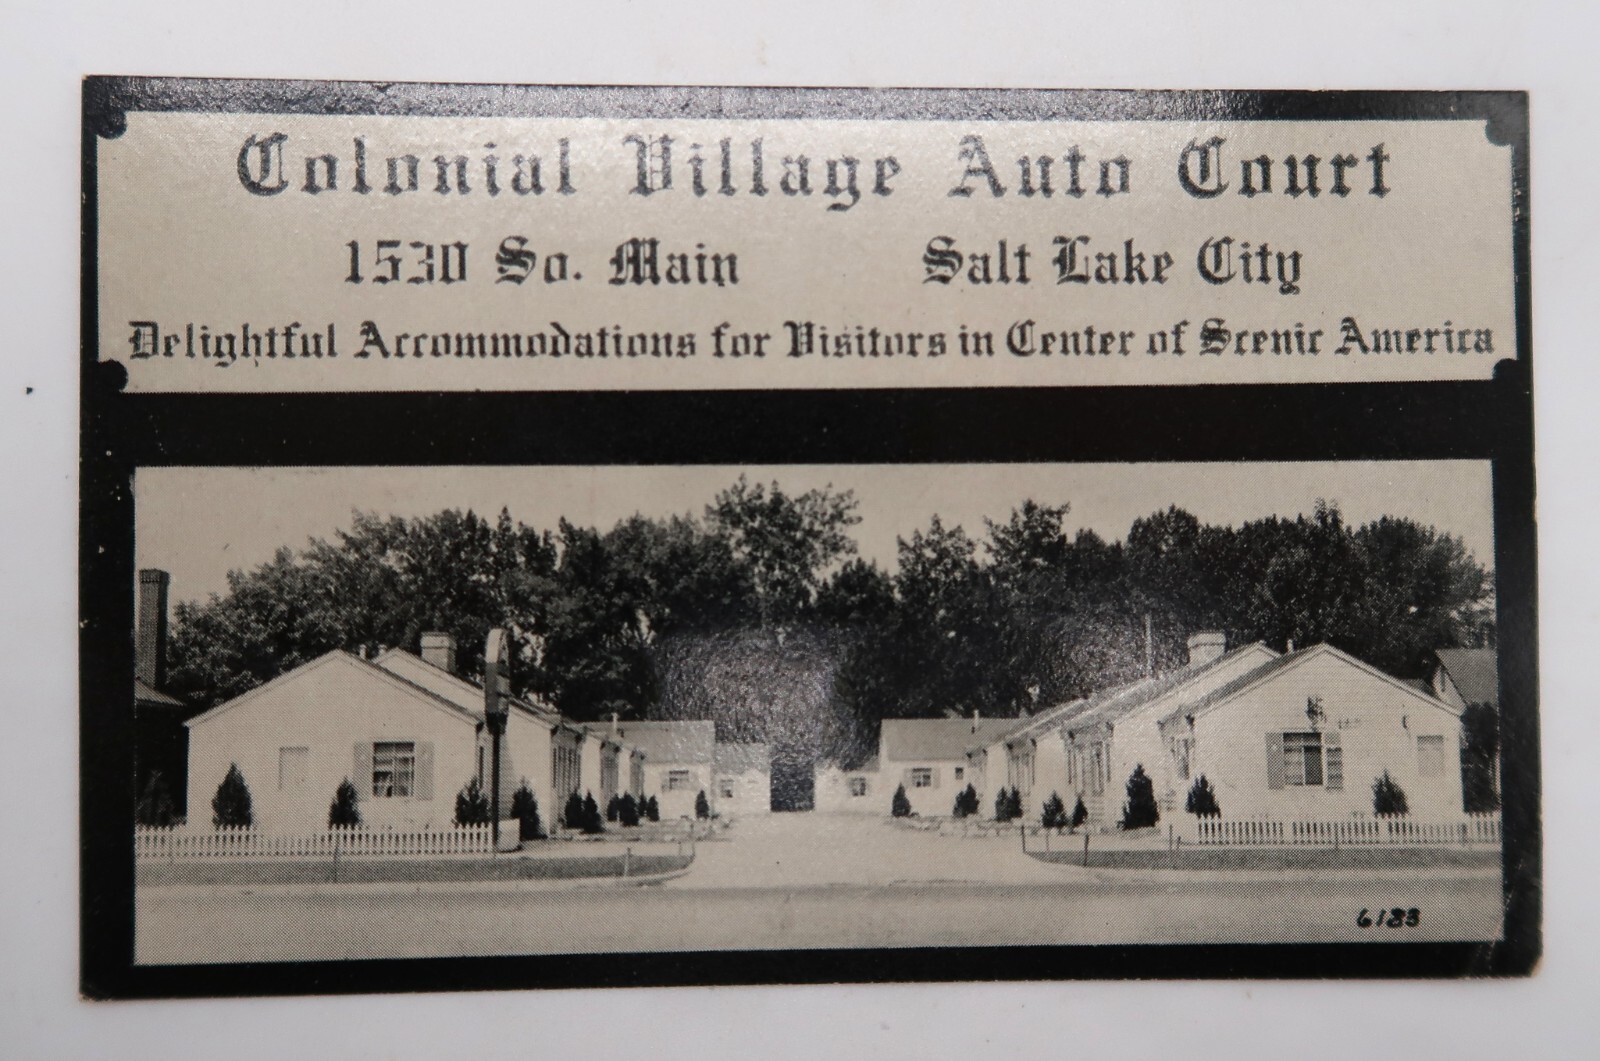 Colonial Village Auto Court
1530 So. Main Salt Lake City
Delightful Accommodations for Visitors in Center of Scenic America
6183